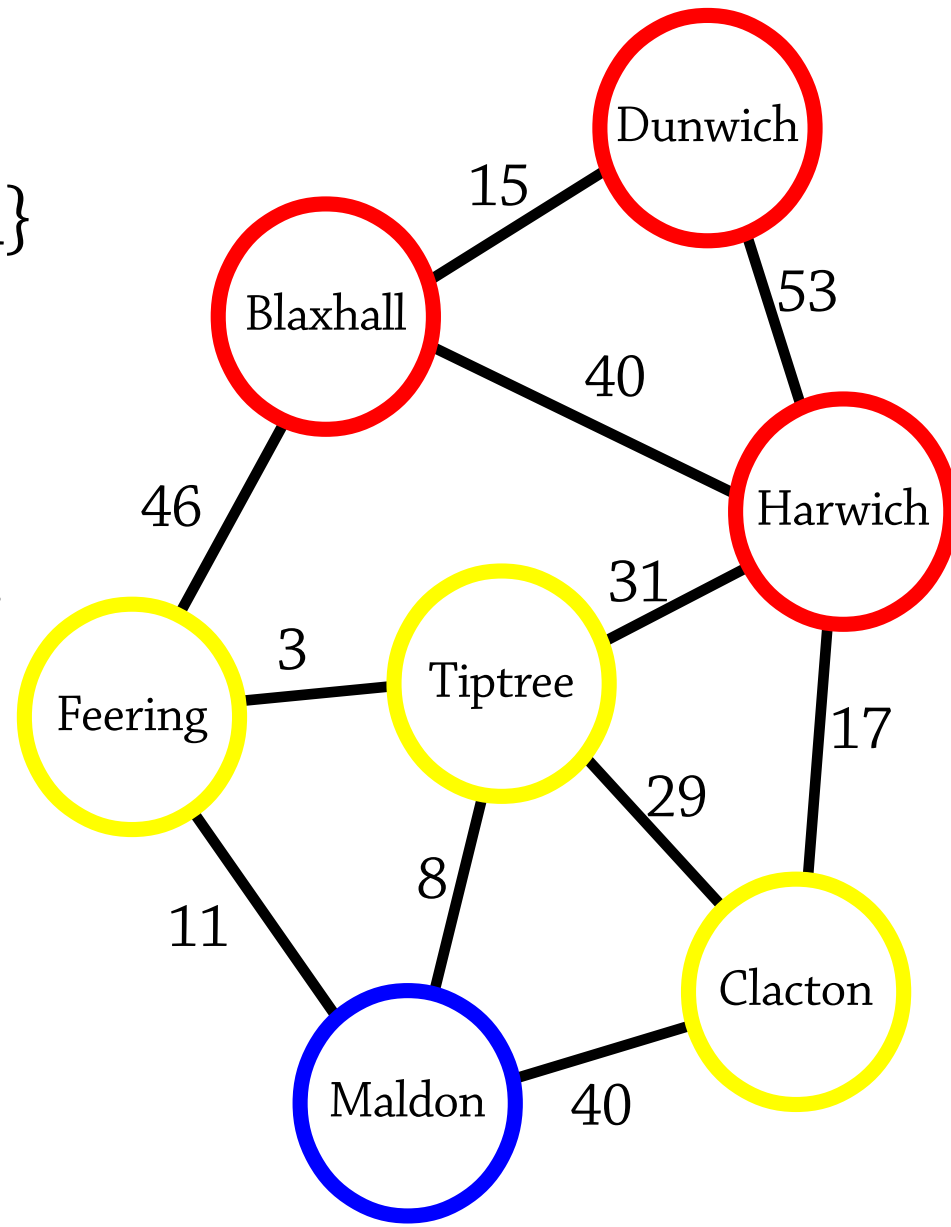 Dunwich
15
}
Blaxhall
53
40
Harwich
46
31
3
Tiptree
Feering
17
29
8
11
Clacton
Maldon
40